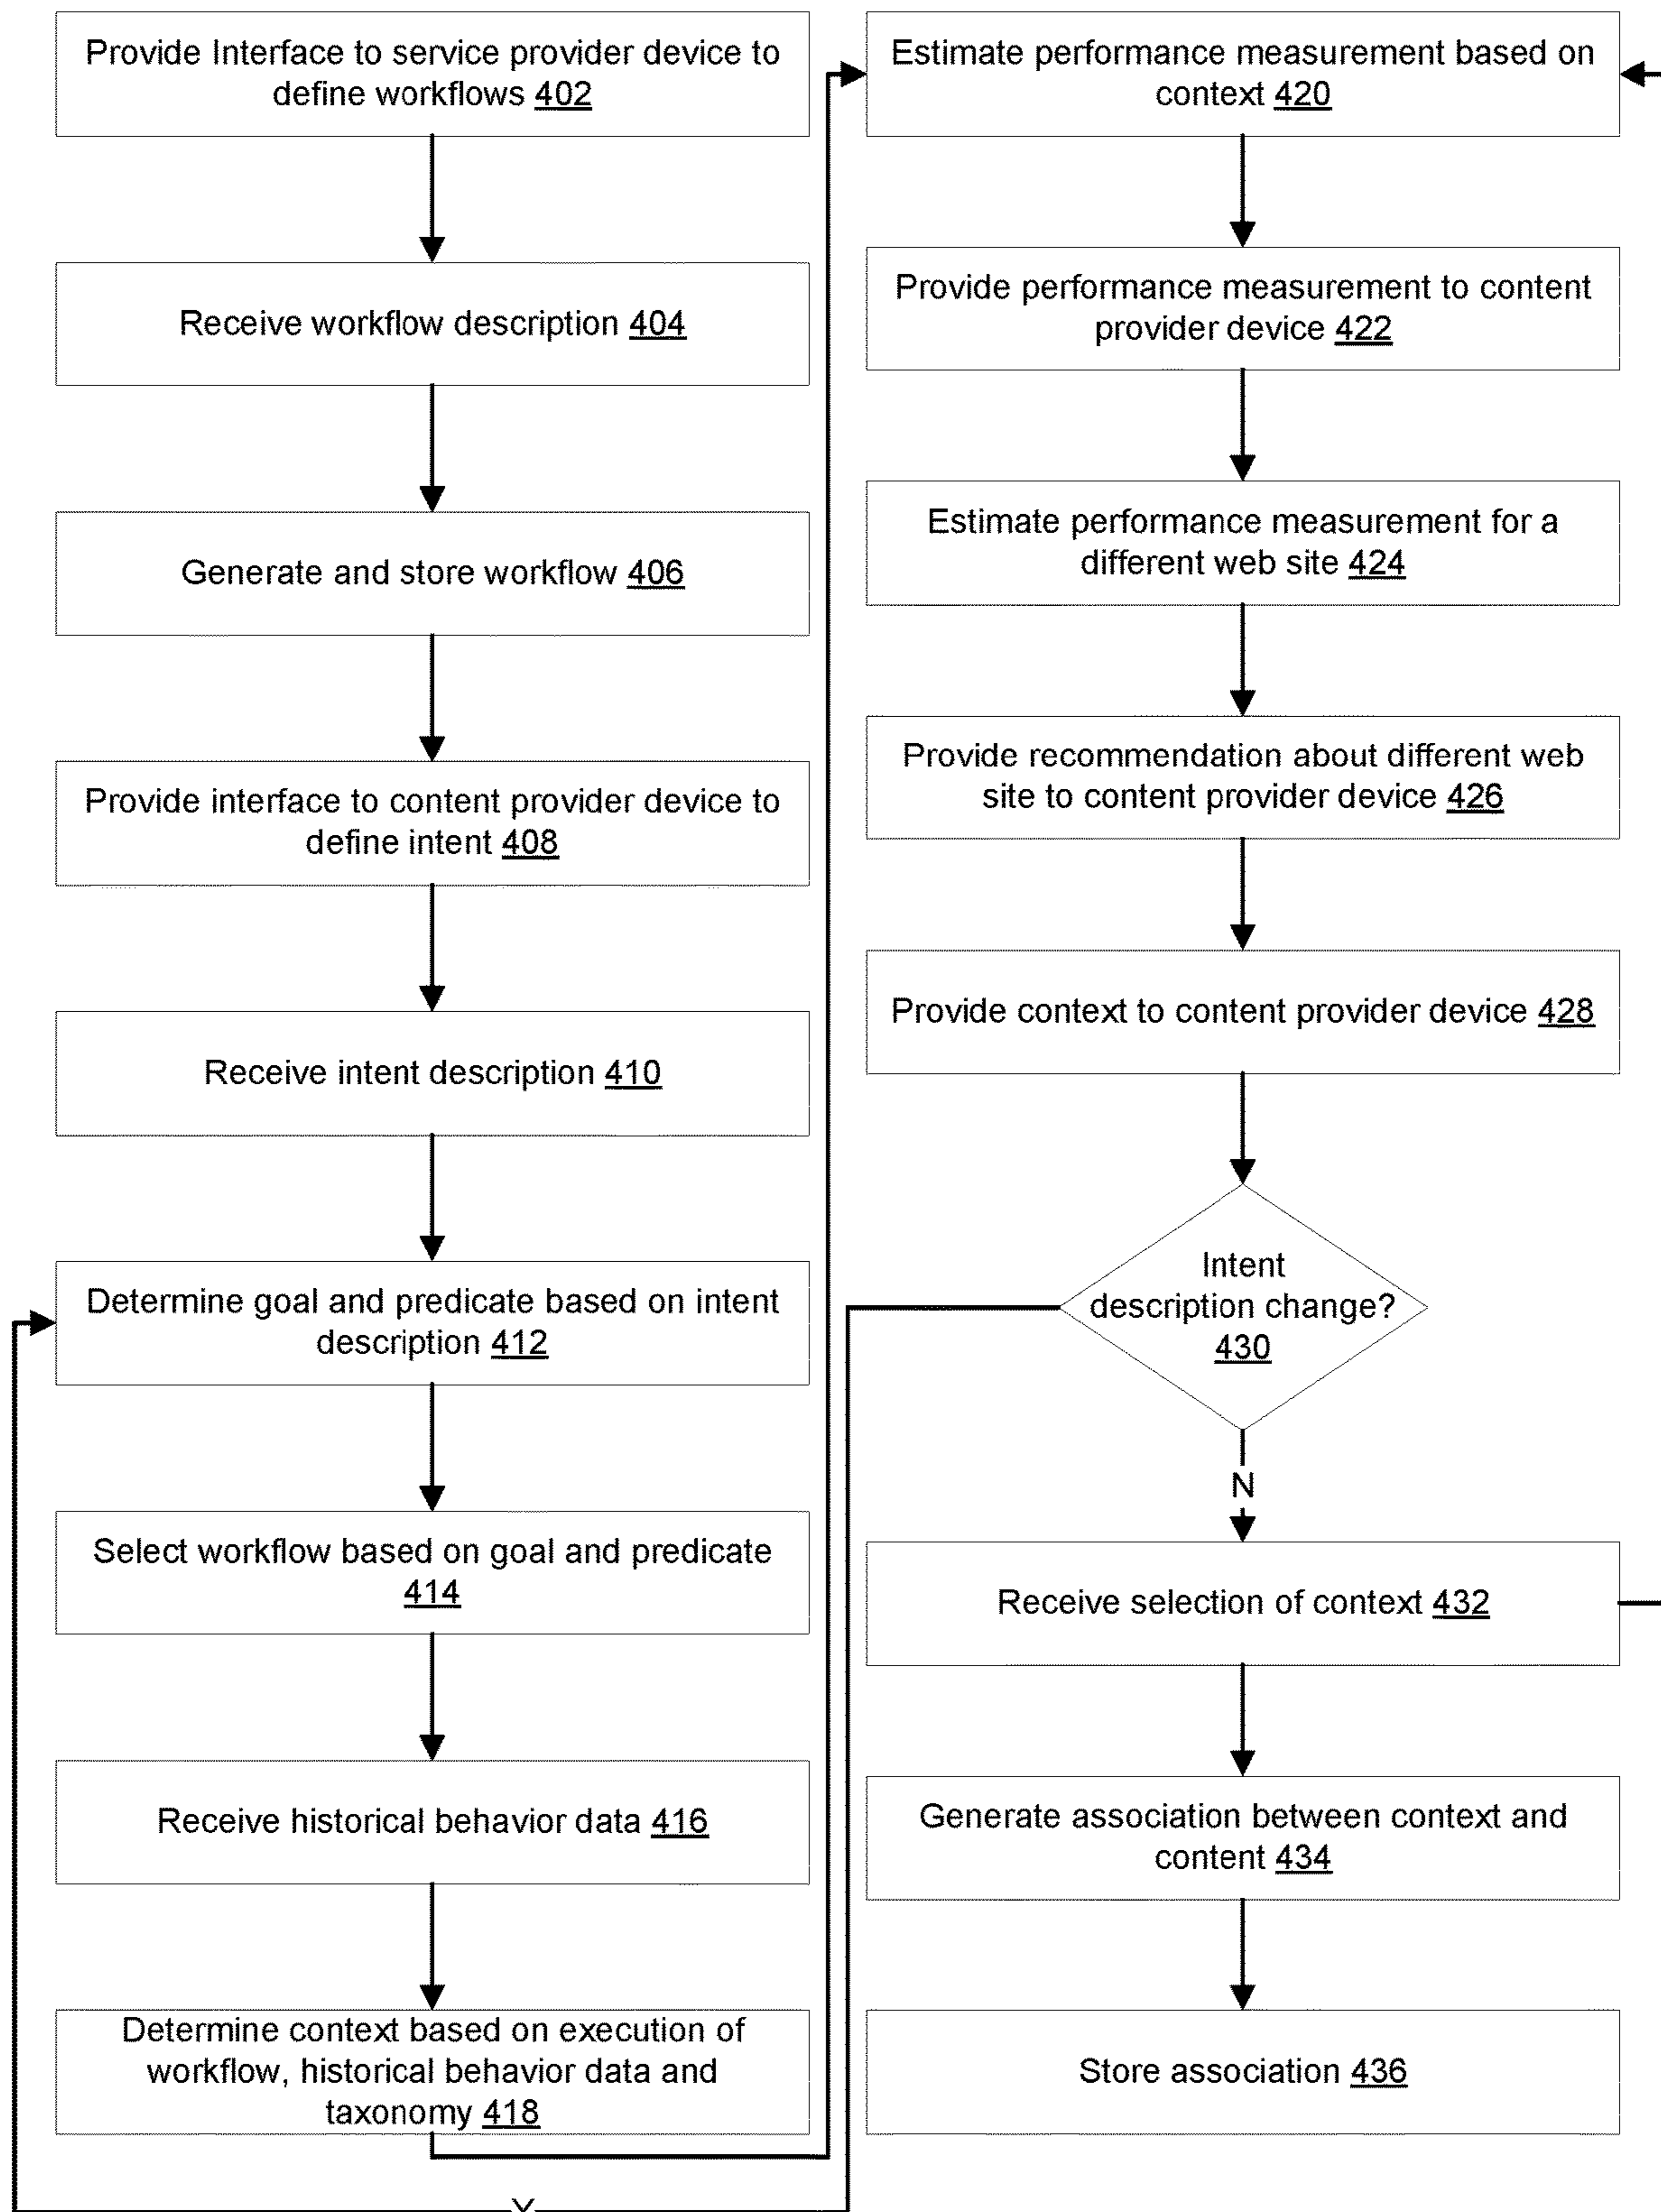 Provide Interface to service provider device to
define workflows 402
Receive workflow description 404
Generate and store workflow 406
Provide interface to content provider device to
define intent 408
Receive intent description 410
Determine goal and predicate based on intent
description 412
Select workflow based on goal and predicate
414
Receive historical behavior data 416
Determine context based on execution of
workflow, historical behavior data and
taxonomy 418
Estimate performance measurement based on
context 420
Provide performance measurement to content
provider device 422
Estimate performance measurement for a
different web site 424
Provide recommendation about different web
site to content provider device 426
Provide context to content provider device 428
Intent
description change?
430
N
Receive selection of context 432
Generate association between context and
content 434
Store association 436
Y